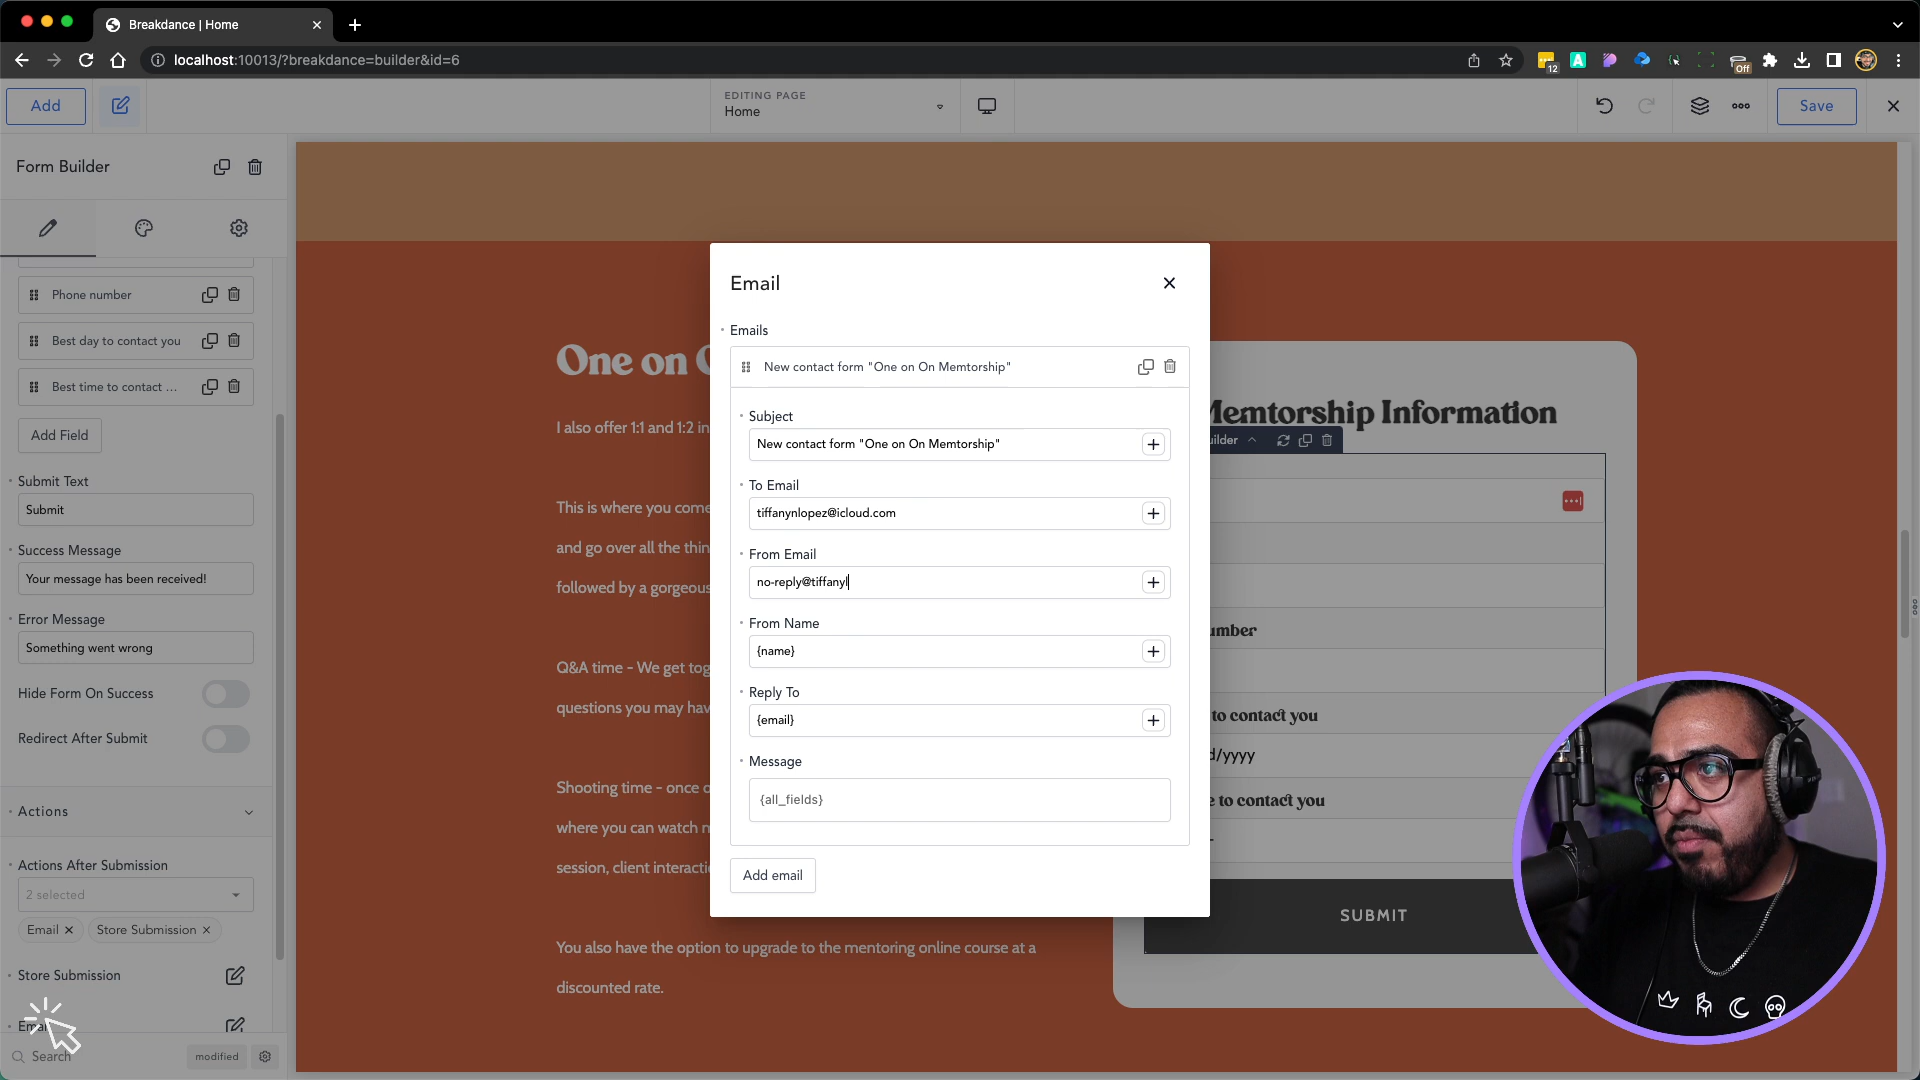 Breakdance | Home
localhost:10013/?breakdance=builder&id=6
12
A
Off
Add
EDITING PAGE
Home
Save
Form Builder
Phone number
Best day to contact you
Best time to contact ...
Add Field
Submit Text
Submit
Success Message
Your message has been received!
Error Message
Something went wrong
Hide Form On Success
Redirect After Submit
Actions
Actions After Submission
2 selected
Email
Store Submission
Store Submission
Search
modified
One on
I also offer 1:1 and 1:2 in
This is where you come
and go over all the thin
followed by a gorgeous
Q&A time - We get tog
questions you may hav
Shooting time - once o
where you can watch m
session, client interacti
You also have the option to upgrade to the mentoring online course at a
discounted rate.
Email
Emails
New contact form "One on On Memtorship"
Subject
New contact form "One on On Memtorship"
To Email
tiffanynlopez@icloud.com
From Email
no-reply@tiffanyl
From Name
{name}
Reply To
{email}
Message
{all_fields}
Add email
Memtorship Information
uilder
umber
to contact you
d/yyyy
e to contact you
SUBMIT